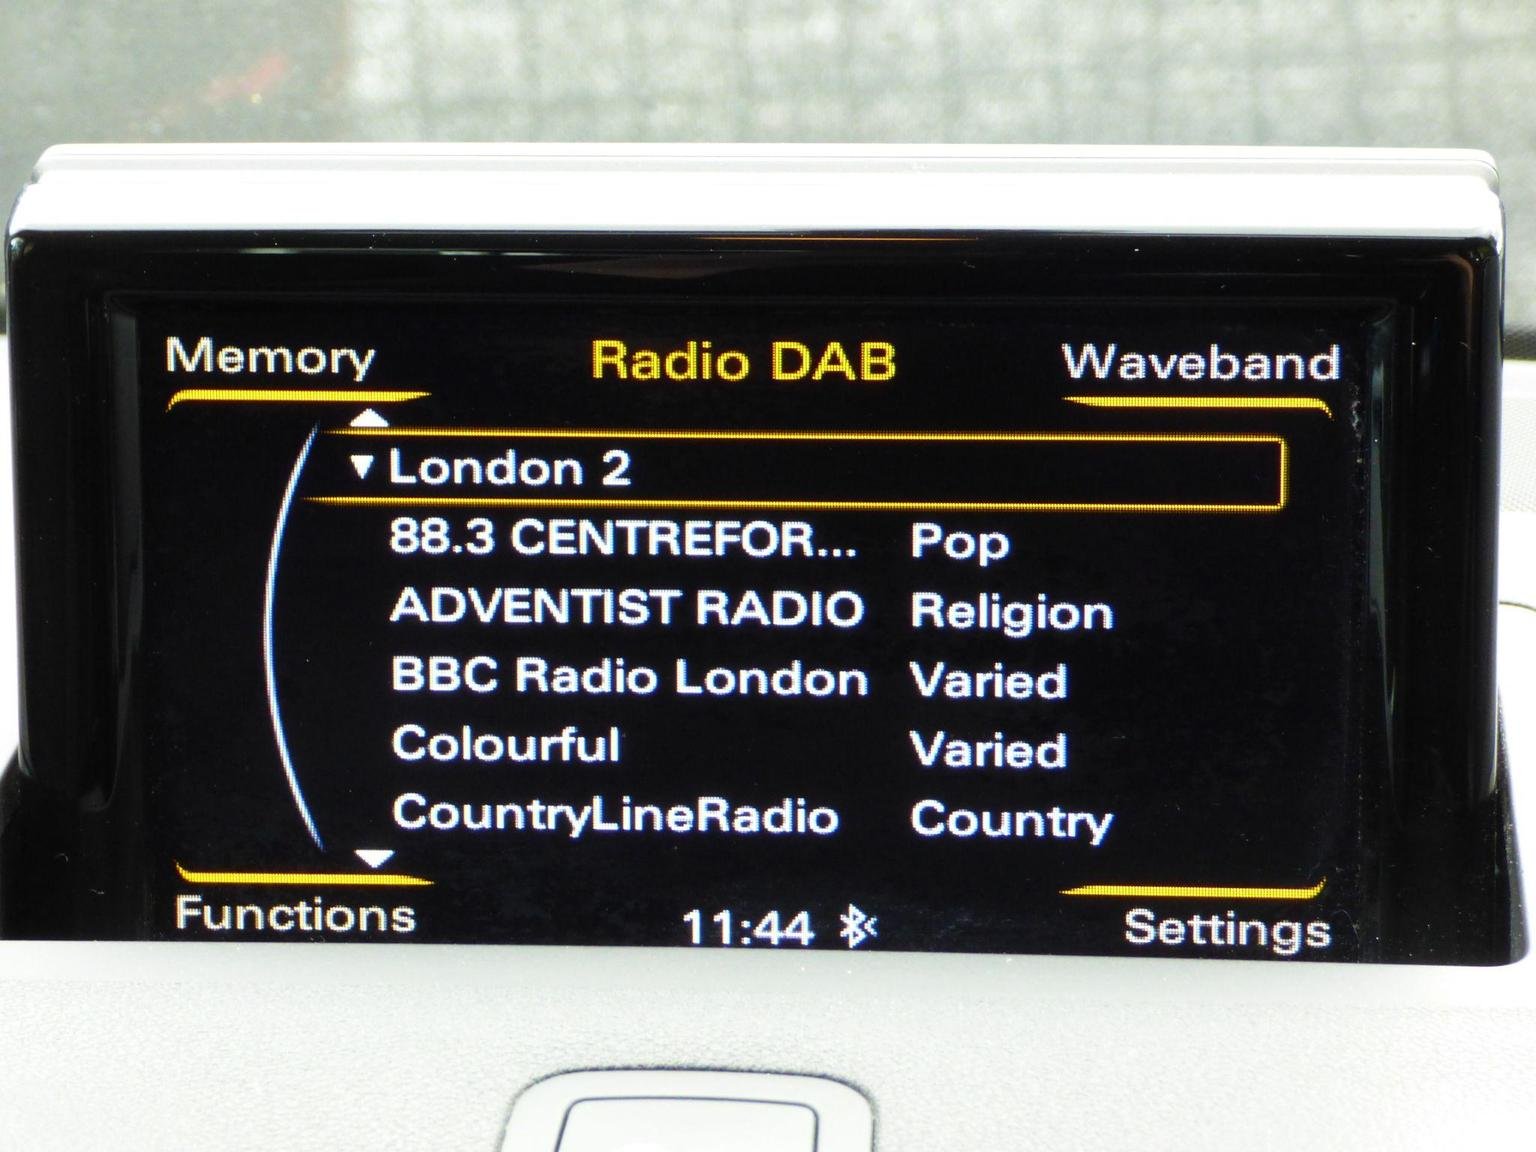 Memory Radio DAB Waveband
London 2
88.3 CENTREFOR... Pop
ADVENTIST RADIO Religion
BBC Radio London Varied
Colourful Varied
CountryLineRadio Country
Functions 11:44 Settings